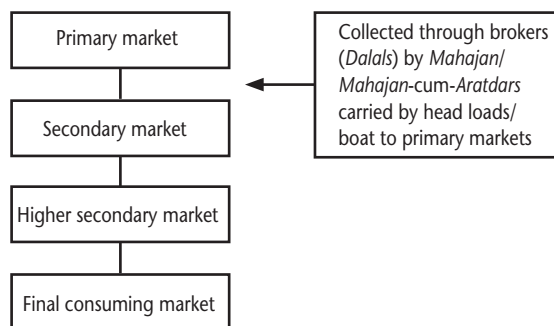 Primary market
Secondary market
Higher secondary market
Final consuming market
Collected through brokers
(Dalals) by Mahajan/
Mahajan-cum-Aratdars
carried by head loads/
boat to primary markets